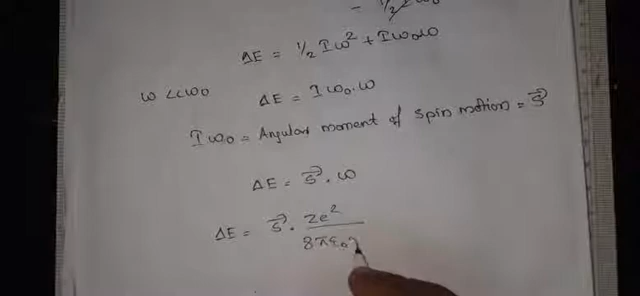 ΔE = 1/2 Iω² + Iω₀ω
ω << ω₀ ΔE = Iω₀.ω
Iω₀ = Angular moment of spin motion = S⃗
ΔE = S⃗ . ω
ΔE = S⃗ . Ze² / 8πε₀